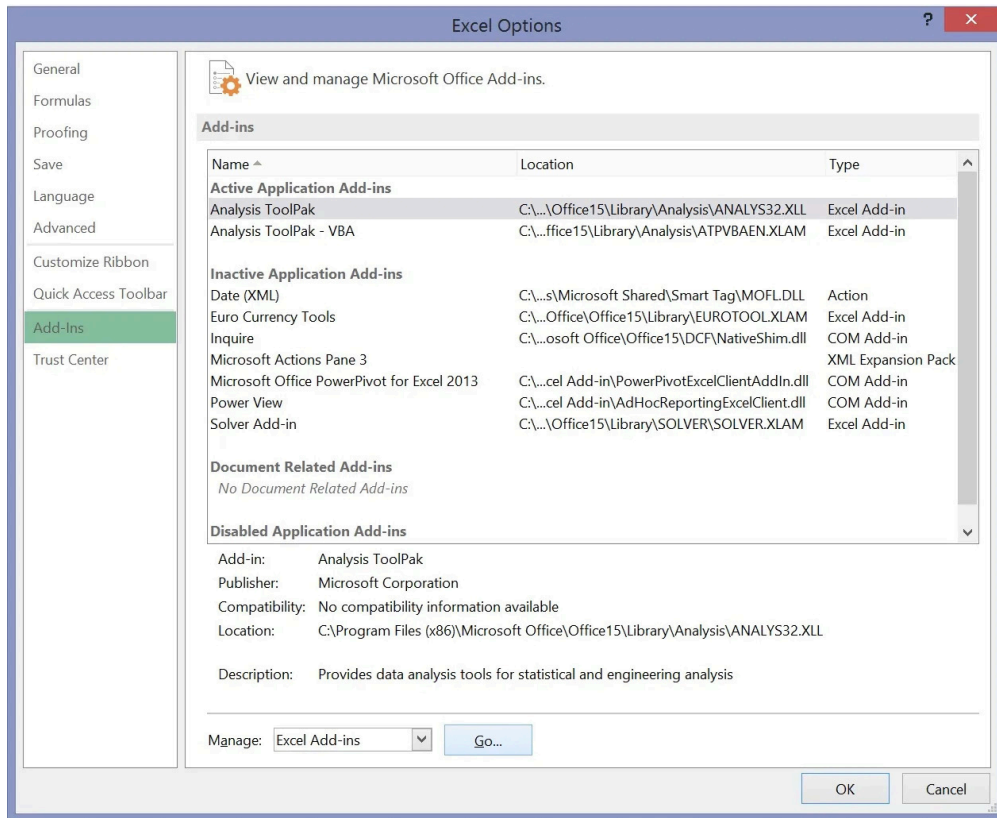 Excel Options
?
General
Formulas
Proofing
Save
Language
Advanced
Customize Ribbon
Quick Access Toolbar
Add-Ins
Trust Center
View and manage Microsoft Office Add-ins.
Add-ins
Name Location Type
Active Application Add-ins
Analysis ToolPak C:\...\Office15\Library\Analysis\ANALYS32.XLL Excel Add-in
Analysis ToolPak - VBA C:\...ffice15\Library\Analysis\ATPVBAEN.XLAM Excel Add-in
Inactive Application Add-ins
Date (XML) C:\...s\Microsoft Shared\Smart Tag\MOFL.DLL Action
Euro Currency Tools C:\...Office\Office15\Library\EUROTOOL.XLAM Excel Add-in
Inquire C:\...osoft Office\Office15\DCF\NativeShim.dll COM Add-in
Microsoft Actions Pane 3 XML Expansion Pack
Microsoft Office PowerPivot for Excel 2013 C:\...cel Add-in\PowerPivotExcelClientAddIn.dll COM Add-in
Power View C:\...cel Add-in\AdHocReportingExcelClient.dll COM Add-in
Solver Add-in C:\...\Office15\Library\SOLVER\SOLVER.XLAM Excel Add-in
Document Related Add-ins
No Document Related Add-ins
Disabled Application Add-ins
Add-in: Analysis ToolPak
Publisher: Microsoft Corporation
Compatibility: No compatibility information available
Location: C:\Program Files (x86)\Microsoft Office\Office15\Library\Analysis\ANALYS32.XLL
Description: Provides data analysis tools for statistical and engineering analysis
Manage: Excel Add-ins Go...
OK Cancel